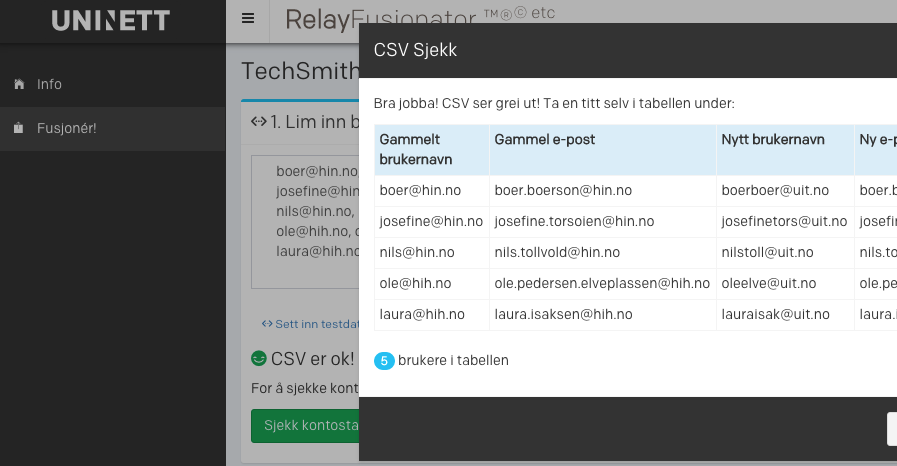 UNINETT
RelayFusionator ™®© etc
Info
Fusjonér!
TechSmith
1. Lim inn b
boer@hin.no
josefine@hin
nils@hin.no,
ole@hih.no, o
laura@hih.no
Sett inn testdat
CSV er ok!
For å sjekke kont
Sjekk kontosta
CSV Sjekk
Bra jobba! CSV ser grei ut! Ta en titt selv i tabellen under:
Gammelt brukernavn Gammel e-post Nytt brukernavn Ny e-p
boer@hin.no boer.boerson@hin.no boerboer@uit.no boer.b
josefine@hin.no josefine.torsoien@hin.no josefinetors@uit.no josefi
nils@hin.no nils.tollvold@hin.no nilstoll@uit.no nils.to
ole@hih.no ole.pedersen.elveplassen@hih.no oleelve@uit.no ole.pe
laura@hih.no laura.isaksen@hih.no lauraisak@uit.no laura.i
5 brukere i tabellen